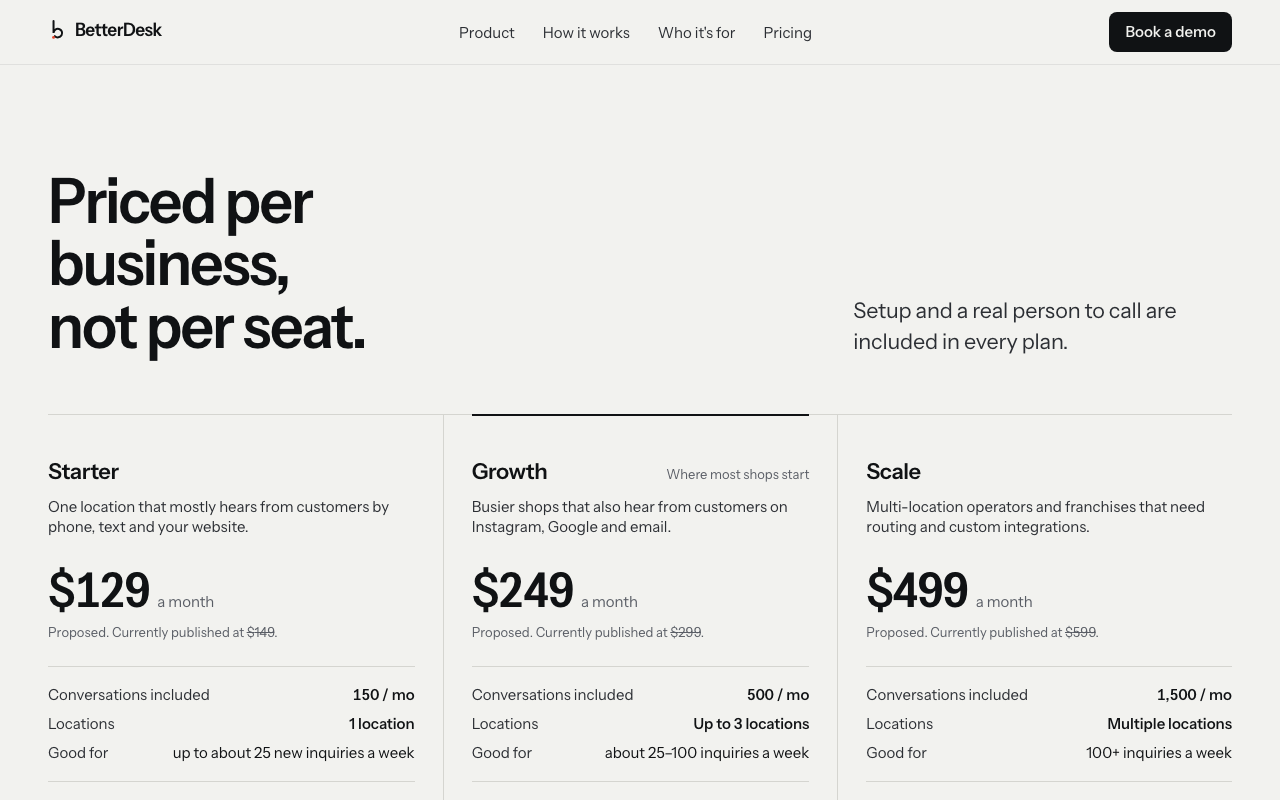 BetterDesk
Product
How it works
Who it's for
Pricing
Book a demo
Priced per
business,
not per seat.
Setup and a real person to call are
included in every plan.
Starter
One location that mostly hears from customers by
phone, text and your website.
$129 a month
Proposed. Currently published at $149.
Conversations included 150 / mo
Locations 1 location
Good for up to about 25 new inquiries a week
Growth
Where most shops start
Busier shops that also hear from customers on
Instagram, Google and email.
$249 a month
Proposed. Currently published at $299.
Conversations included 500 / mo
Locations Up to 3 locations
Good for about 25–100 inquiries a week
Scale
Multi-location operators and franchises that need
routing and custom integrations.
$499 a month
Proposed. Currently published at $599.
Conversations included 1,500 / mo
Locations Multiple locations
Good for 100+ inquiries a week